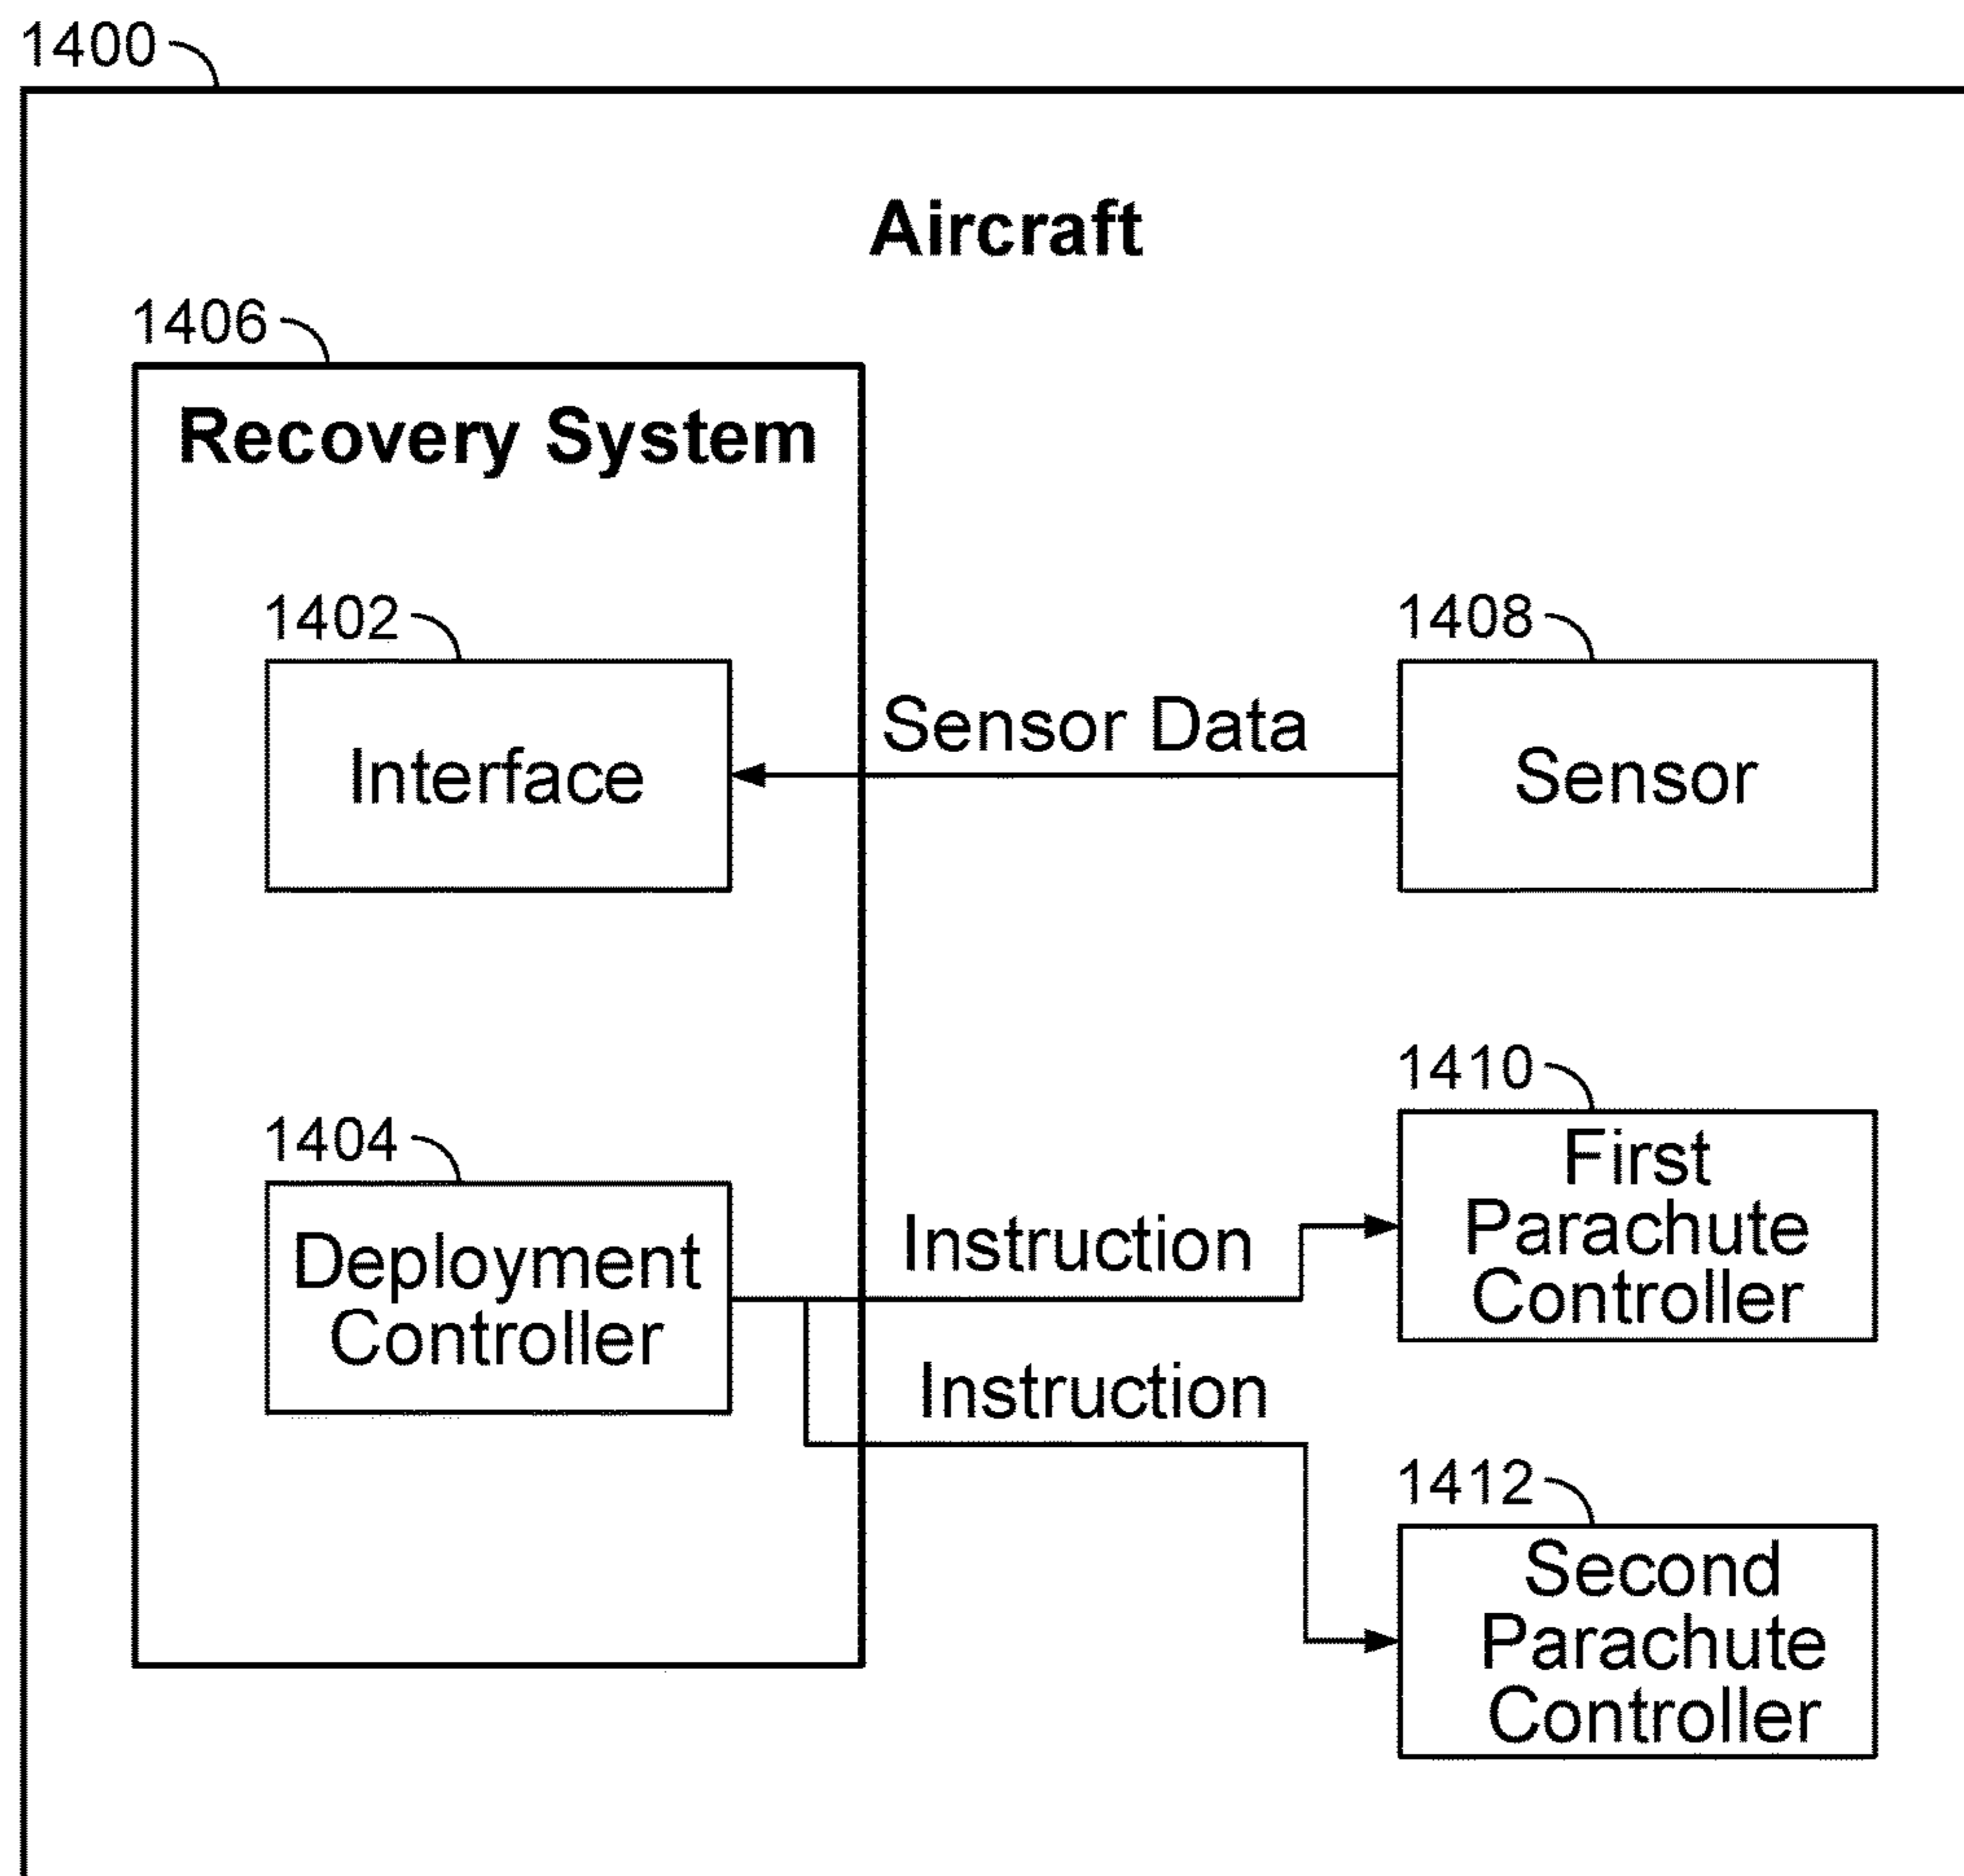 1400
Aircraft
1406
Recovery System
1402
Interface
Sensor Data
1408
Sensor
1404
Deployment
Controller
Instruction
Instruction
1410
First
Parachute
Controller
1412
Second
Parachute
Controller